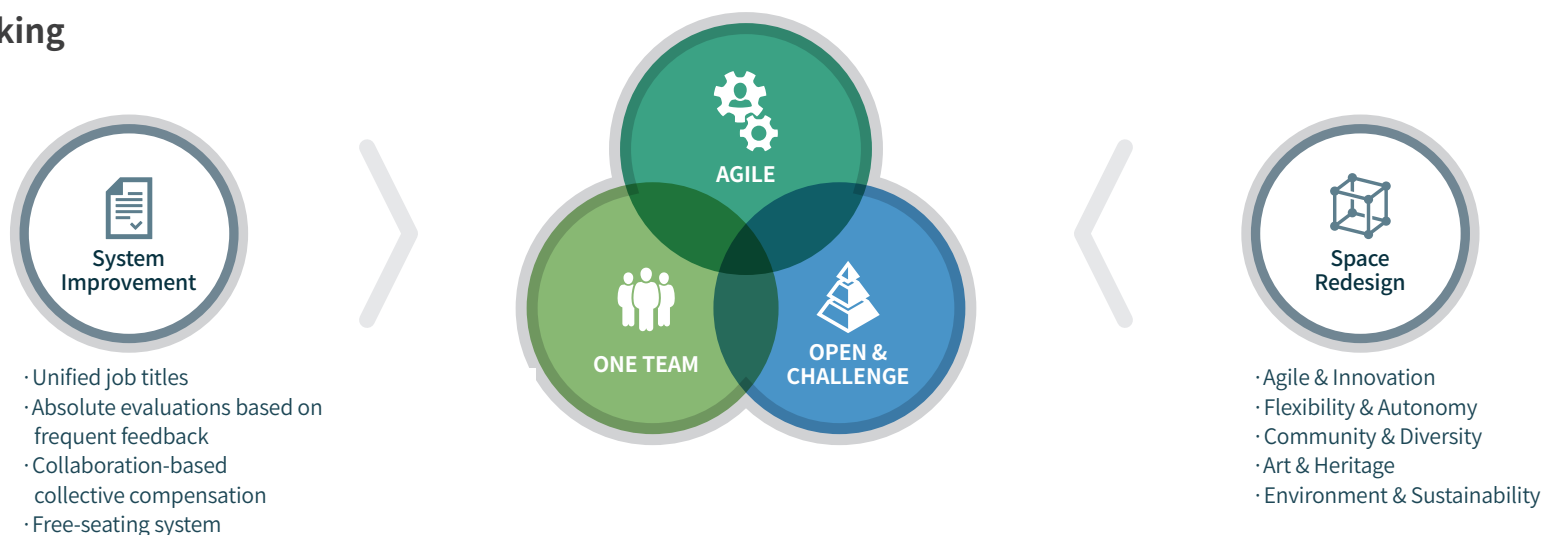 king
System
Improvement
·Unified job titles
·Absolute evaluations based on
frequent feedback
·Collaboration-based
collective compensation
·Free-seating system
AGILE
ONE TEAM
OPEN &
CHALLENGE
Space
Redesign
·Agile & Innovation
·Flexibility & Autonomy
·Community & Diversity
·Art & Heritage
·Environment & Sustainability